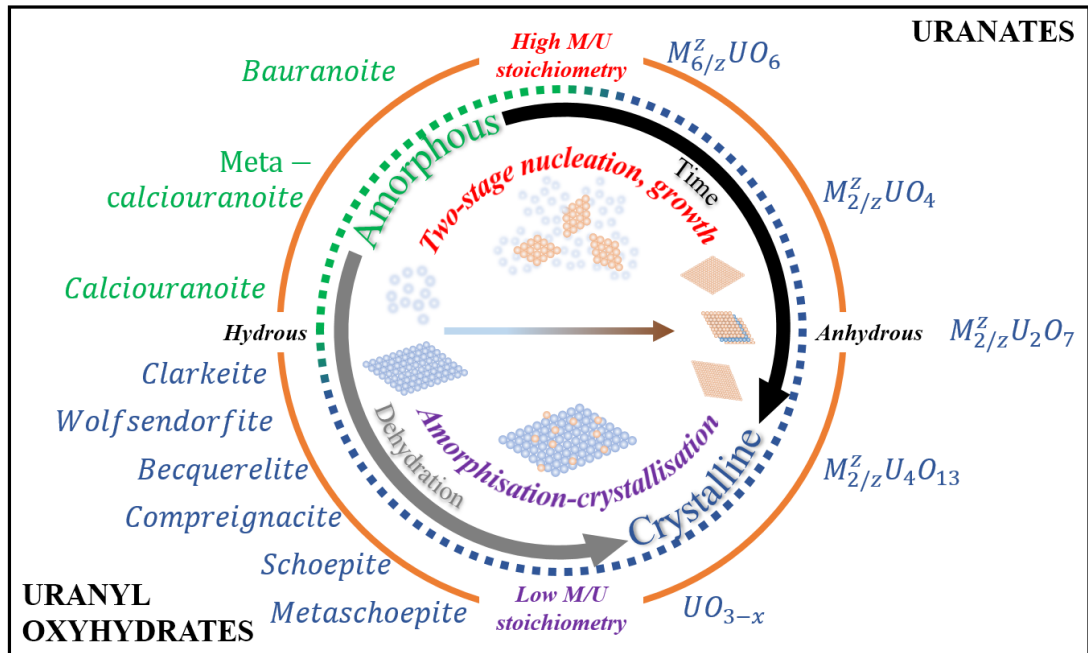 URANATES
High M/U
stoichiometry
Bauranoite
M^z_{6/z}UO_6
Meta −
calciouranoite
Amorphous
Two-stage nucleation, growth
Time
M^z_{2/z}UO_4
Calciouranoite
Hydrous
Anhydrous
M^z_{2/z}U_2O_7
Clarkeite
Wolfsendorfite
Becquerelite
Compreignacite
Schoepite
Metaschoepite
Dehydration
Amorphisation-crystallisation
Crystalline
M^z_{2/z}U_4O_{13}
UO_{3−x}
Low M/U
stoichiometry
URANYL
OXYHYDRATES